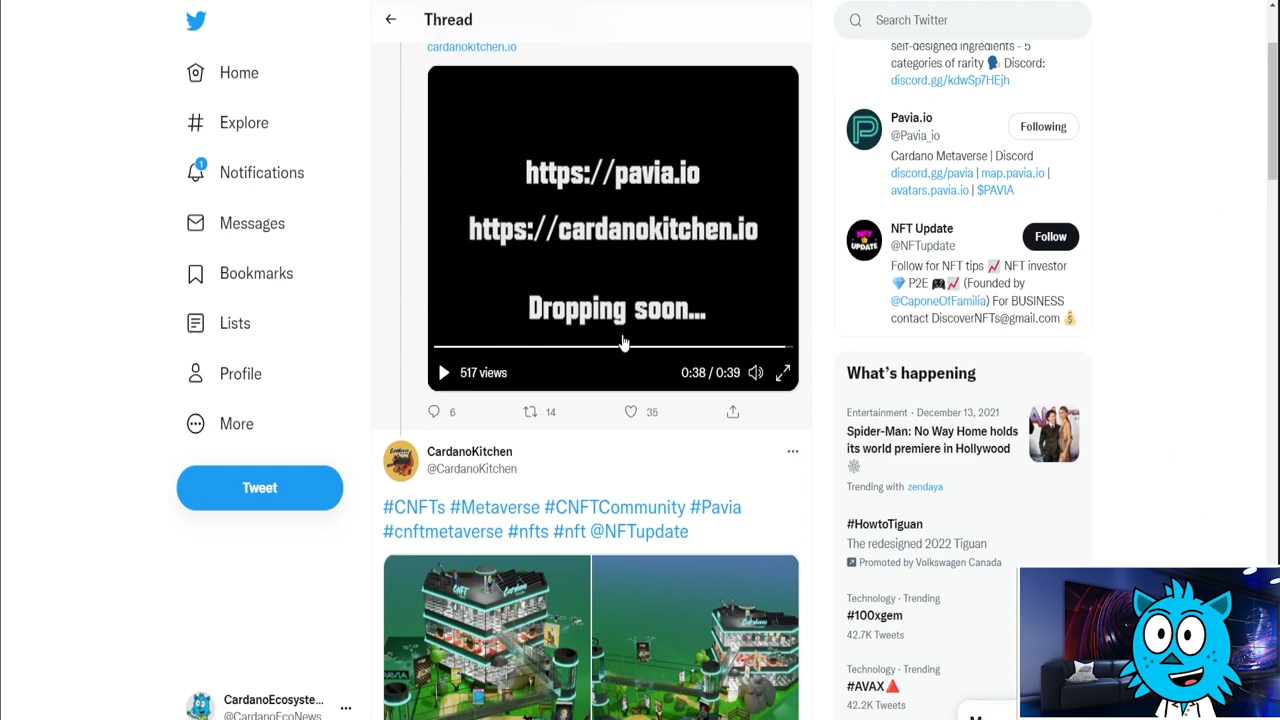 Home
Explore
1
Notifications
Messages
Bookmarks
Lists
Profile
More
Tweet
CardanoEcosyste...
@CardanoEcoNews
Thread
cardanokitchen.io
https://pavia.io
https://cardanokitchen.io
Dropping soon...
517 views
0:38 / 0:39
6
14
35
CardanoKitchen
@CardanoKitchen
#CNFTs #Metaverse #CNFTCommunity #Pavia
#cnftmetaverse #nfts #nft @NFTupdate
CNFT
Cardano
PAVIA
Search Twitter
self-designed ingredients - 5
categories of rarity Discord:
discord.gg/kdwSp7HEjh
Pavia.io
@Pavia_io
Following
Cardano Metaverse | Discord
discord.gg/pavia | map.pavia.io |
avatars.pavia.io | $PAVIA
NFT UPDATE
NFT Update
@NFTupdate
Follow
Follow for NFT tips 📈 NFT investor
💎 P2E 🎮📈 (Founded by
@CaponeOfFamilia) For BUSINESS
contact DiscoverNFTs@gmail.com 💰
What's happening
Entertainment · December 13, 2021
Spider-Man: No Way Home holds
its world premiere in Hollywood
Trending with zendaya
#HowtoTiguan
The redesigned 2022 Tiguan
Promoted by Volkswagen Canada
Technology · Trending
#100xgem
42.7K Tweets
Technology · Trending
#AVAX🔺
42.2K Tweets